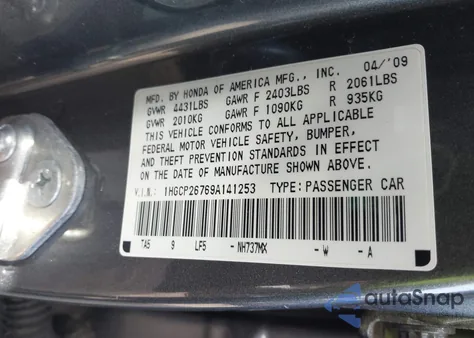 MFD. BY HONDA OF AMERICA MFG., INC. 04/'09
GVWR 4431LBS GAWR F 2403LBS R 2061LBS
GVWR 2010KG GAWR F 1090KG R 935KG
THIS VEHICLE CONFORMS TO ALL APPLICABLE
FEDERAL MOTOR VEHICLE SAFETY, BUMPER,
AND THEFT PREVENTION STANDARDS IN EFFECT
ON THE DATE OF MANUFACTURE SHOWN ABOVE.
V.I.N.: 1HGCP26769A141253 TYPE: PASSENGER CAR
TA5 9 LF5 -NH737MX -W -A
autoSnap